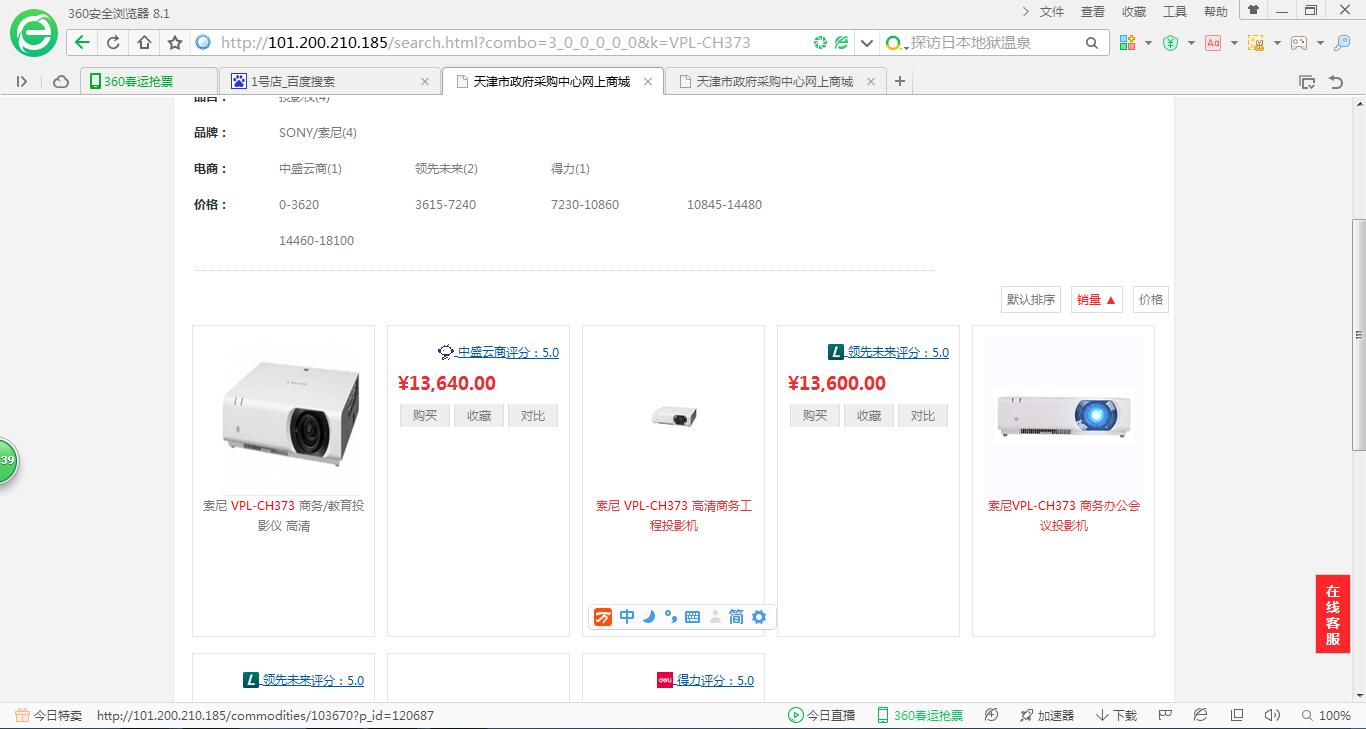 360安全浏览器 8.1
文件 查看 收藏 工具 帮助
http://101.200.210.185/search.html?combo=3_0_0_0_0_0&k=VPL-CH373
探访日本地狱温泉
360春运抢票
1号店_百度搜索
天津市政府采购中心网上商城
天津市政府采购中心网上商城
品目： 投影仪(4)
品牌： SONY/索尼(4)
电商： 中盛云商(1) 领先未来(2) 得力(1)
价格： 0-3620 3615-7240 7230-10860 10845-14480
14460-18100
默认排序 销量 ▲ 价格
索尼 VPL-CH373 商务/教育投
影仪 高清
中盛云商评分：5.0
¥13,640.00
购买 收藏 对比
索尼 VPL-CH373 高清商务工
程投影机
领先未来评分：5.0
¥13,600.00
购买 收藏 对比
索尼VPL-CH373 商务办公会
议投影机
中 简
领先未来评分：5.0
deli 得力评分：5.0
在线客服
39
今日特卖 http://101.200.210.185/commodities/103670?p_id=120687
今日直播 360春运抢票 加速器 下载 100%